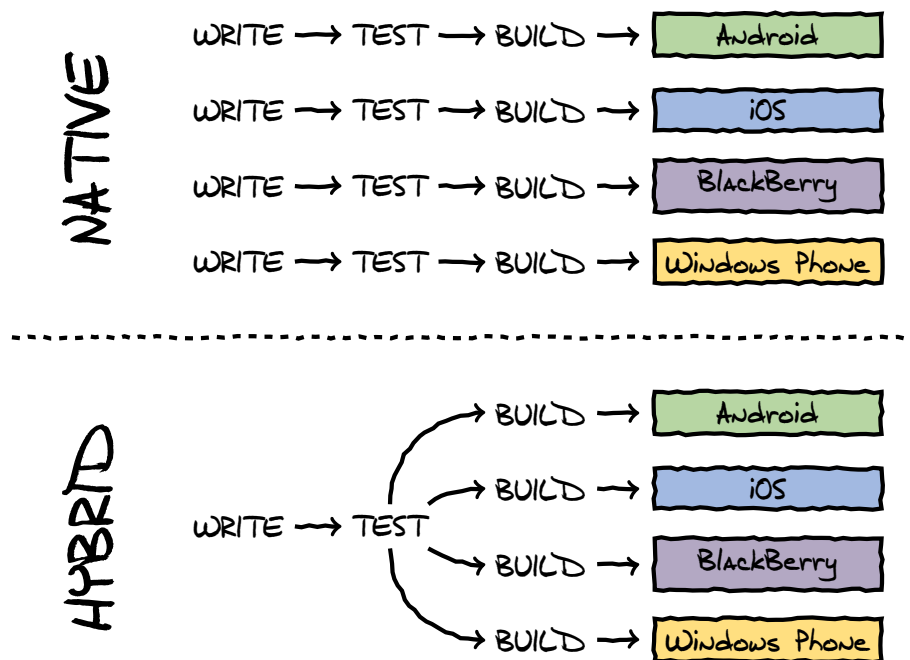 NATIVE
WRITE TEST BUILD Android
WRITE TEST BUILD iOS
WRITE TEST BUILD BlackBerry
WRITE TEST BUILD Windows Phone
HYBRID
BUILD Android
BUILD iOS
WRITE TEST
BUILD BlackBerry
BUILD Windows Phone